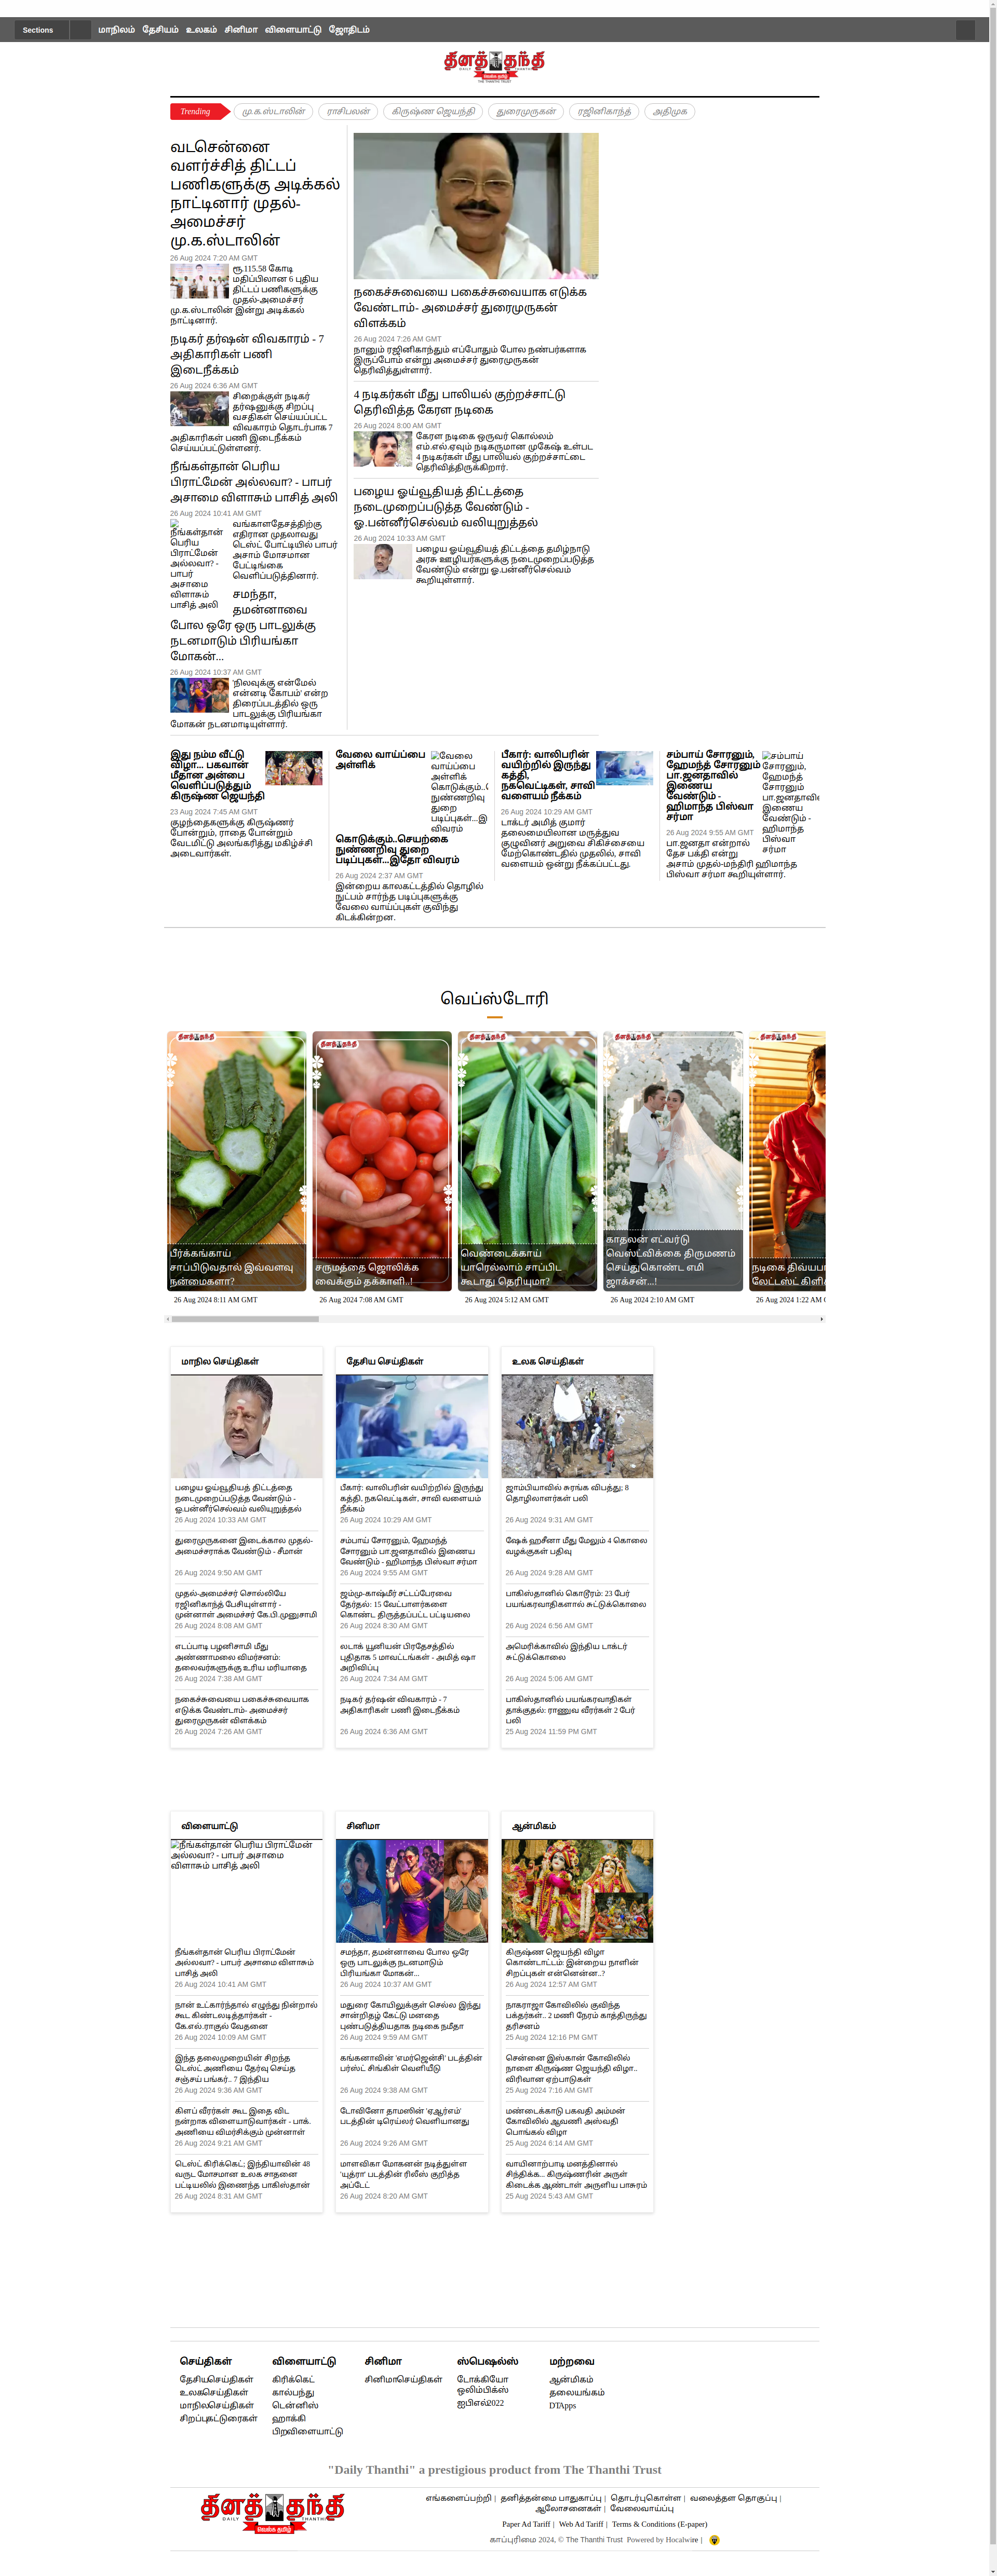 Sections
மாநிலம் தேசியம் உலகம் சினிமா விளையாட்டு ஜோதிடம்
தினத்தந்தி
DAILY THANTHI
வெல்க தமிழ்
THE THANTHI TRUST
Trending
மு.க.ஸ்டாலின்
ராசிபலன்
கிருஷ்ண ஜெயந்தி
துரைமுருகன்
ரஜினிகாந்த்
அதிமுக
வடசென்னை
வளர்ச்சித் திட்டப்
பணிகளுக்கு அடிக்கல்
நாட்டினார் முதல்-
அமைச்சர்
மு.க.ஸ்டாலின்
26 Aug 2024 7:20 AM GMT
ரூ.115.58 கோடி
மதிப்பிலான 6 புதிய
திட்டப் பணிகளுக்கு
முதல்-அமைச்சர்
மு.க.ஸ்டாலின் இன்று அடிக்கல்
நாட்டினார்.
நடிகர் தர்ஷன் விவகாரம் - 7
அதிகாரிகள் பணி
இடைநீக்கம்
26 Aug 2024 6:36 AM GMT
சிறைக்குள் நடிகர்
தர்ஷனுக்கு சிறப்பு
வசதிகள் செய்யப்பட்ட
விவகாரம் தொடர்பாக 7
அதிகாரிகள் பணி இடைநீக்கம்
செய்யப்பட்டுள்ளனர்.
நீங்கள்தான் பெரிய
பிராட்மேன் அல்லவா? - பாபர்
அசாமை விளாசும் பாசித் அலி
26 Aug 2024 10:41 AM GMT
நீங்கள்தான்
பெரிய
பிராட்மேன்
அல்லவா? -
பாபர்
அசாமை
விளாசும்
பாசித் அலி
வங்காளதேசத்திற்கு
எதிரான முதலாவது
டெஸ்ட் போட்டியில் பாபர்
அசாம் மோசமான
பேட்டிங்கை
வெளிப்படுத்தினார்.
சமந்தா,
தமன்னாவை
போல ஒரே ஒரு பாடலுக்கு
நடனமாடும் பிரியங்கா
மோகன்...
26 Aug 2024 10:37 AM GMT
'நிலவுக்கு என்மேல்
என்னடி கோபம்' என்ற
திரைப்படத்தில் ஒரு
பாடலுக்கு பிரியங்கா
மோகன் நடனமாடியுள்ளார்.
நகைச்சுவையை பகைச்சுவையாக எடுக்க
வேண்டாம்- அமைச்சர் துரைமுருகன்
விளக்கம்
26 Aug 2024 7:26 AM GMT
நானும் ரஜினிகாந்தும் எப்போதும் போல நண்பர்களாக
இருப்போம் என்று அமைச்சர் துரைமுருகன்
தெரிவித்துள்ளார்.
4 நடிகர்கள் மீது பாலியல் குற்றச்சாட்டு
தெரிவித்த கேரள நடிகை
26 Aug 2024 8:00 AM GMT
கேரள நடிகை ஒருவர் கொல்லம்
எம்.எல்.ஏவும் நடிகருமான முகேஷ் உள்பட
4 நடிகர்கள் மீது பாலியல் குற்றச்சாட்டை
தெரிவித்திருக்கிறார்.
பழைய ஓய்வூதியத் திட்டத்தை
நடைமுறைப்படுத்த வேண்டும் -
ஓ.பன்னீர்செல்வம் வலியுறுத்தல்
26 Aug 2024 10:33 AM GMT
பழைய ஓய்வூதியத் திட்டத்தை தமிழ்நாடு
அரசு ஊழியர்களுக்கு நடைமுறைப்படுத்த
வேண்டும் என்று ஓ.பன்னீர்செல்வம்
கூறியுள்ளார்.
இது நம்ம வீட்டு
விழா... பகவான்
மீதான அன்பை
வெளிப்படுத்தும்
கிருஷ்ண ஜெயந்தி
23 Aug 2024 7:45 AM GMT
குழந்தைகளுக்கு கிருஷ்ணர்
போன்றும், ராதை போன்றும்
வேடமிட்டு அலங்கரித்து மகிழ்ச்சி
அடைவார்கள்.
வேலை வாய்ப்பை
அள்ளிக்
வேலை
வாய்ப்பை
அள்ளிக்
கொடுக்கும்..
நுண்ணறிவு
துறை
படிப்புகள்...இ
விவரம்
கொடுக்கும்..செயற்கை
நுண்ணறிவு துறை
படிப்புகள்...இதோ விவரம்
26 Aug 2024 2:37 AM GMT
இன்றைய காலகட்டத்தில் தொழில்
நுட்பம் சார்ந்த படிப்புகளுக்கு
வேலை வாய்ப்புகள் குவிந்து
கிடக்கின்றன.
பீகார்: வாலிபரின்
வயிற்றில் இருந்து
கத்தி,
நகவெட்டிகள், சாவி
வளையம் நீக்கம்
26 Aug 2024 10:29 AM GMT
டாக்டர் அமித் குமார்
தலைமையிலான மருத்துவ
குழுவினர் அறுவை சிகிச்சையை
மேற்கொண்டதில் முதலில், சாவி
வளையம் ஒன்று நீக்கப்பட்டது.
சம்பாய் சோரனும்,
ஹேமந்த் சோரனும்
பா.ஜனதாவில்
இணைய
வேண்டும் -
ஹிமாந்த பிஸ்வா
சர்மா
சம்பாய்
சோரனும்,
ஹேமந்த்
சோரனும்
பா.ஜனதாவி
இணைய
வேண்டும் -
ஹிமாந்த
பிஸ்வா
சர்மா
26 Aug 2024 9:55 AM GMT
பா.ஜனதா என்றால்
தேச பக்தி என்று
அசாம் முதல்-மந்திரி ஹிமாந்த
பிஸ்வா சர்மா கூறியுள்ளார்.
வெப்ஸ்டோரி
தினத்தந்தி
பீர்க்கங்காய்
சாப்பிடுவதால் இவ்வளவு
நன்மைகளா?
26 Aug 2024 8:11 AM GMT
தினத்தந்தி
சருமத்தை ஜொலிக்க
வைக்கும் தக்காளி..!
26 Aug 2024 7:08 AM GMT
தினத்தந்தி
வெண்டைக்காய்
யாரெல்லாம் சாப்பிட
கூடாது தெரியுமா?
26 Aug 2024 5:12 AM GMT
தினத்தந்தி
காதலன் எட்வர்டு
வெஸ்ட்விக்கை திருமணம்
செய்துகொண்ட எமி
ஜாக்சன்...!
26 Aug 2024 2:10 AM GMT
தினத்தந்தி
நடிகை திவ்யபா
லேட்டஸ்ட் கிளிக்
26 Aug 2024 1:22 AM G
மாநில செய்திகள்
பழைய ஓய்வூதியத் திட்டத்தை
நடைமுறைப்படுத்த வேண்டும் -
ஓ.பன்னீர்செல்வம் வலியுறுத்தல்
26 Aug 2024 10:33 AM GMT
துரைமுருகனை இடைக்கால முதல்-
அமைச்சராக்க வேண்டும் - சீமான்
26 Aug 2024 9:50 AM GMT
முதல்-அமைச்சர் சொல்லியே
ரஜினிகாந்த் பேசியுள்ளார் -
முன்னாள் அமைச்சர் கே.பி.முனுசாமி
26 Aug 2024 8:08 AM GMT
எடப்பாடி பழனிசாமி மீது
அண்ணாமலை விமர்சனம்:
தலைவர்களுக்கு உரிய மரியாதை
26 Aug 2024 7:38 AM GMT
நகைச்சுவையை பகைச்சுவையாக
எடுக்க வேண்டாம்- அமைச்சர்
துரைமுருகன் விளக்கம்
26 Aug 2024 7:26 AM GMT
தேசிய செய்திகள்
பீகார்: வாலிபரின் வயிற்றில் இருந்து
கத்தி, நகவெட்டிகள், சாவி வளையம்
நீக்கம்
26 Aug 2024 10:29 AM GMT
சம்பாய் சோரனும், ஹேமந்த்
சோரனும் பா.ஜனதாவில் இணைய
வேண்டும் - ஹிமாந்த பிஸ்வா சர்மா
26 Aug 2024 9:55 AM GMT
ஜம்மு-காஷ்மீர் சட்டப்பேரவை
தேர்தல்: 15 வேட்பாளர்களை
கொண்ட திருத்தப்பட்ட பட்டியலை
26 Aug 2024 8:30 AM GMT
லடாக் யூனியன் பிரதேசத்தில்
புதிதாக 5 மாவட்டங்கள் - அமித் ஷா
அறிவிப்பு
26 Aug 2024 7:34 AM GMT
நடிகர் தர்ஷன் விவகாரம் - 7
அதிகாரிகள் பணி இடைநீக்கம்
26 Aug 2024 6:36 AM GMT
உலக செய்திகள்
ஜாம்பியாவில் சுரங்க விபத்து; 8
தொழிலாளர்கள் பலி
26 Aug 2024 9:31 AM GMT
ஷேக் ஹசீனா மீது மேலும் 4 கொலை
வழக்குகள் பதிவு
26 Aug 2024 9:28 AM GMT
பாகிஸ்தானில் கொடூரம்: 23 பேர்
பயங்கரவாதிகளால் சுட்டுக்கொலை
26 Aug 2024 6:56 AM GMT
அமெரிக்காவில் இந்திய டாக்டர்
சுட்டுக்கொலை
26 Aug 2024 5:06 AM GMT
பாகிஸ்தானில் பயங்கரவாதிகள்
தாக்குதல்: ராணுவ வீரர்கள் 2 பேர்
பலி
25 Aug 2024 11:59 PM GMT
விளையாட்டு
நீங்கள்தான் பெரிய பிராட்மேன்
அல்லவா? - பாபர் அசாமை
விளாசும் பாசித் அலி
நீங்கள்தான் பெரிய பிராட்மேன்
அல்லவா? - பாபர் அசாமை விளாசும்
பாசித் அலி
26 Aug 2024 10:41 AM GMT
நான் உட்கார்ந்தால் எழுந்து நின்றால்
கூட கிண்டலடித்தார்கள் -
கே.எல்.ராகுல் வேதனை
26 Aug 2024 10:09 AM GMT
இந்த தலைமுறையின் சிறந்த
டெஸ்ட் அணியை தேர்வு செய்த
சஞ்சய் பங்கர்.. 7 இந்திய
26 Aug 2024 9:36 AM GMT
கிளப் வீரர்கள் கூட இதை விட
நன்றாக விளையாடுவார்கள் - பாக்.
அணியை விமர்சிக்கும் முன்னாள்
26 Aug 2024 9:21 AM GMT
டெஸ்ட் கிரிக்கெட்; இந்தியாவின் 48
வருட மோசமான உலக சாதனை
பட்டியலில் இணைந்த பாகிஸ்தான்
26 Aug 2024 8:31 AM GMT
சினிமா
சமந்தா, தமன்னாவை போல ஒரே
ஒரு பாடலுக்கு நடனமாடும்
பிரியங்கா மோகன்...
26 Aug 2024 10:37 AM GMT
மதுரை கோயிலுக்குள் செல்ல இந்து
சான்றிதழ் கேட்டு மனதை
புண்படுத்தியதாக நடிகை நமீதா
26 Aug 2024 9:59 AM GMT
கங்கனாவின் 'எமர்ஜென்சி' படத்தின்
பர்ஸ்ட் சிங்கிள் வெளியீடு
26 Aug 2024 9:38 AM GMT
டோவினோ தாமஸின் 'ஏஆர்எம்'
படத்தின் டிரெய்லர் வெளியானது
26 Aug 2024 9:26 AM GMT
மாளவிகா மோகனன் நடித்துள்ள
'யுத்ரா' படத்தின் ரிலீஸ் குறித்த
அப்டேட்
26 Aug 2024 8:20 AM GMT
ஆன்மிகம்
கிருஷ்ண ஜெயந்தி விழா
கொண்டாட்டம்: இன்றைய நாளின்
சிறப்புகள் என்னென்ன..?
26 Aug 2024 12:57 AM GMT
நாகராஜா கோவிலில் குவிந்த
பக்தர்கள்.. 2 மணி நேரம் காத்திருந்து
தரிசனம்
25 Aug 2024 12:16 PM GMT
சென்னை இஸ்கான் கோவிலில்
நாளை கிருஷ்ண ஜெயந்தி விழா..
விரிவான ஏற்பாடுகள்
25 Aug 2024 7:16 AM GMT
மண்டைக்காடு பகவதி அம்மன்
கோவிலில் ஆவணி அஸ்வதி
பொங்கல் விழா
25 Aug 2024 6:14 AM GMT
வாயினாற்பாடி மனத்தினால்
சிந்திக்க... கிருஷ்ணரின் அருள்
கிடைக்க ஆண்டாள் அருளிய பாசுரம்
25 Aug 2024 5:43 AM GMT
செய்திகள்
தேசியசெய்திகள்
உலகசெய்திகள்
மாநிலசெய்திகள்
சிறப்புகட்டுரைகள்
விளையாட்டு
கிரிக்கெட்
கால்பந்து
டென்னிஸ்
ஹாக்கி
பிறவிளையாட்டு
சினிமா
சினிமாசெய்திகள்
ஸ்பெஷல்ஸ்
டோக்கியோ
ஒலிம்பிக்ஸ்
ஐபிஎல்2022
மற்றவை
ஆன்மிகம்
தலையங்கம்
DTApps
"Daily Thanthi" a prestigious product from The Thanthi Trust
தினத்தந்தி
வெல்க தமிழ்
எங்களைப்பற்றி | தனித்தன்மை பாதுகாப்பு | தொடர்புகொள்ள | வலைத்தள தொகுப்பு |
ஆலோசனைகள் | வேலைவாய்ப்பு
Paper Ad Tariff | Web Ad Tariff | Terms & Conditions (E-paper)
காப்புரிமை 2024, © The Thanthi Trust Powered by Hocalwire |